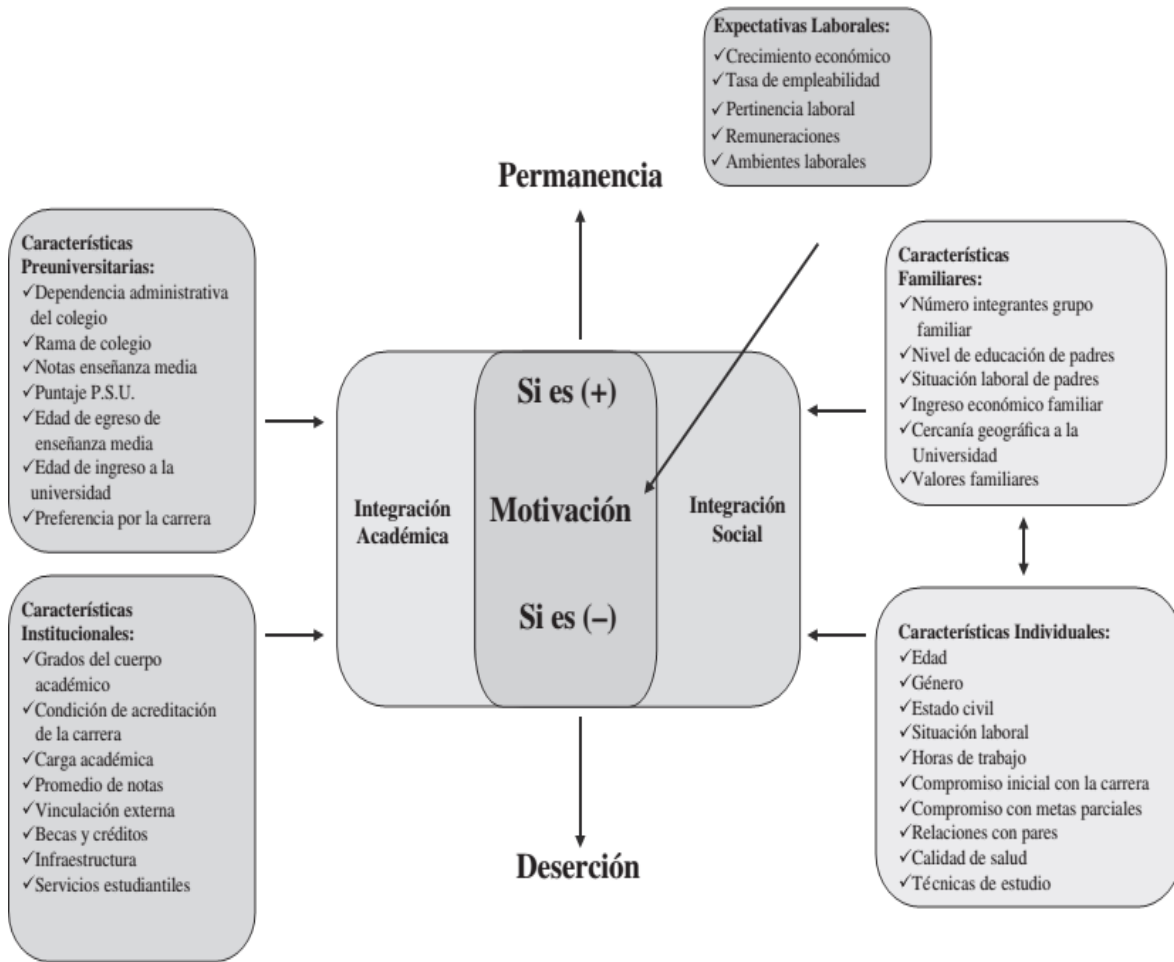 Expectativas Laborales:
✓Crecimiento económico
✓Tasa de empleabilidad
✓Pertinencia laboral
✓Remuneraciones
✓Ambientes laborales
Permanencia
Características
Preuniversitarias:
✓Dependencia administrativa
del colegio
✓Rama de colegio
✓Notas enseñanza media
✓Puntaje P.S.U.
✓Edad de egreso de
enseñanza media
✓Edad de ingreso a la
universidad
✓Preferencia por la carrera
Características
Familiares:
✓Número integrantes grupo
familiar
✓Nivel de educación de padres
✓Situación laboral de padres
✓Ingreso económico familiar
✓Cercanía geográfica a la
Universidad
✓Valores familiares
Si es (+)
Integración
Académica
Motivación
Integración
Social
Si es (–)
Características
Institucionales:
✓Grados del cuerpo
académico
✓Condición de acreditación
de la carrera
✓Carga académica
✓Promedio de notas
✓Vinculación externa
✓Becas y créditos
✓Infraestructura
✓Servicios estudiantiles
Características Individuales:
✓Edad
✓Género
✓Estado civil
✓Situación laboral
✓Horas de trabajo
✓Compromiso inicial con la carrera
✓Compromiso con metas parciales
✓Relaciones con pares
✓Calidad de salud
✓Técnicas de estudio
Deserción